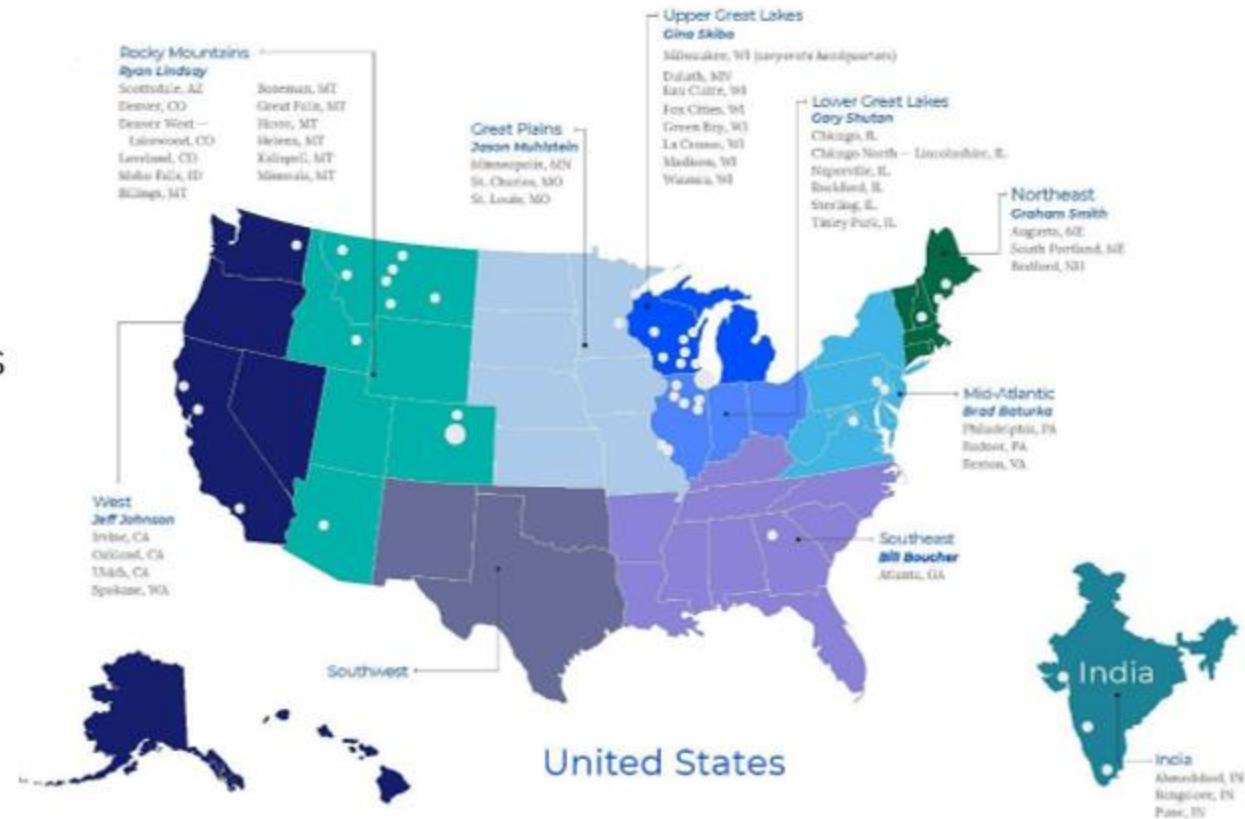 Rocky Mountains
Ryan Lindsay
Scottsdale, AZ
Denver, CO
Denver West —
Lakewood, CO
Loveland, CO
Idaho Falls, ID
Billings, MT
Bozeman, MT
Great Falls, MT
Havre, MT
Helena, MT
Kalispell, MT
Missoula, MT
Great Plains
Jason Muhlstein
Minneapolis, MN
St. Charles, MO
St. Louis, MO
Upper Great Lakes
Gina Skibo
Milwaukee, WI (corporate headquarters)
Duluth, MN
Eau Claire, WI
Fox Cities, WI
Green Bay, WI
La Crosse, WI
Madison, WI
Wausau, WI
Lower Great Lakes
Gary Shutan
Chicago, IL
Chicago North — Lincolnshire, IL
Naperville, IL
Rockford, IL
Sterling, IL
Tinley Park, IL
Northeast
Graham Smith
Augusta, ME
South Portland, ME
Bedford, NH
S
Mid-Atlantic
Brad Baturka
Philadelphia, PA
Radnor, PA
Reston, VA
West
Jeff Johnson
Irvine, CA
Oakland, CA
Ukiah, CA
Spokane, WA
Southeast
Bill Boucher
Atlanta, GA
Southwest
India
United States
India
Ahmedabad, IN
Bangalore, IN
Pune, IN